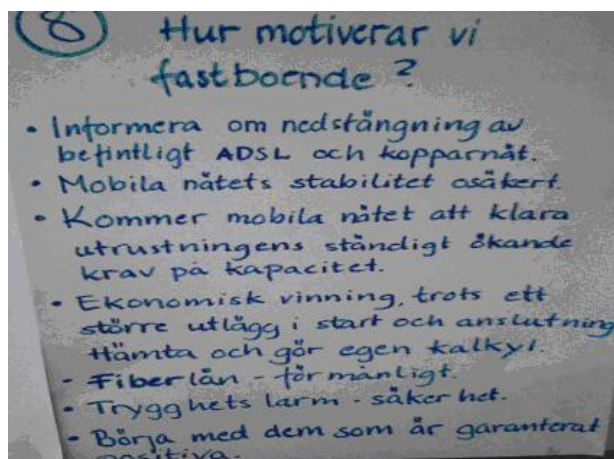 8 Hur motiverar vi
fastboende?
• Informera om nedstängning av
befintligt ADSL och kopparnät.
• Mobila nätets stabilitet osäkert.
• Kommer mobila nätet att klara
utrustningens ständigt ökande
krav på kapacitet.
• Ekonomisk vinning, trots ett
större utlägg i start och anslutning
Hämta och gör egen kalkyl.
- Fiberlån - förmånligt.
• Trygghets larm - säkerhet.
• Börja med dem som är garanterat
positiva.